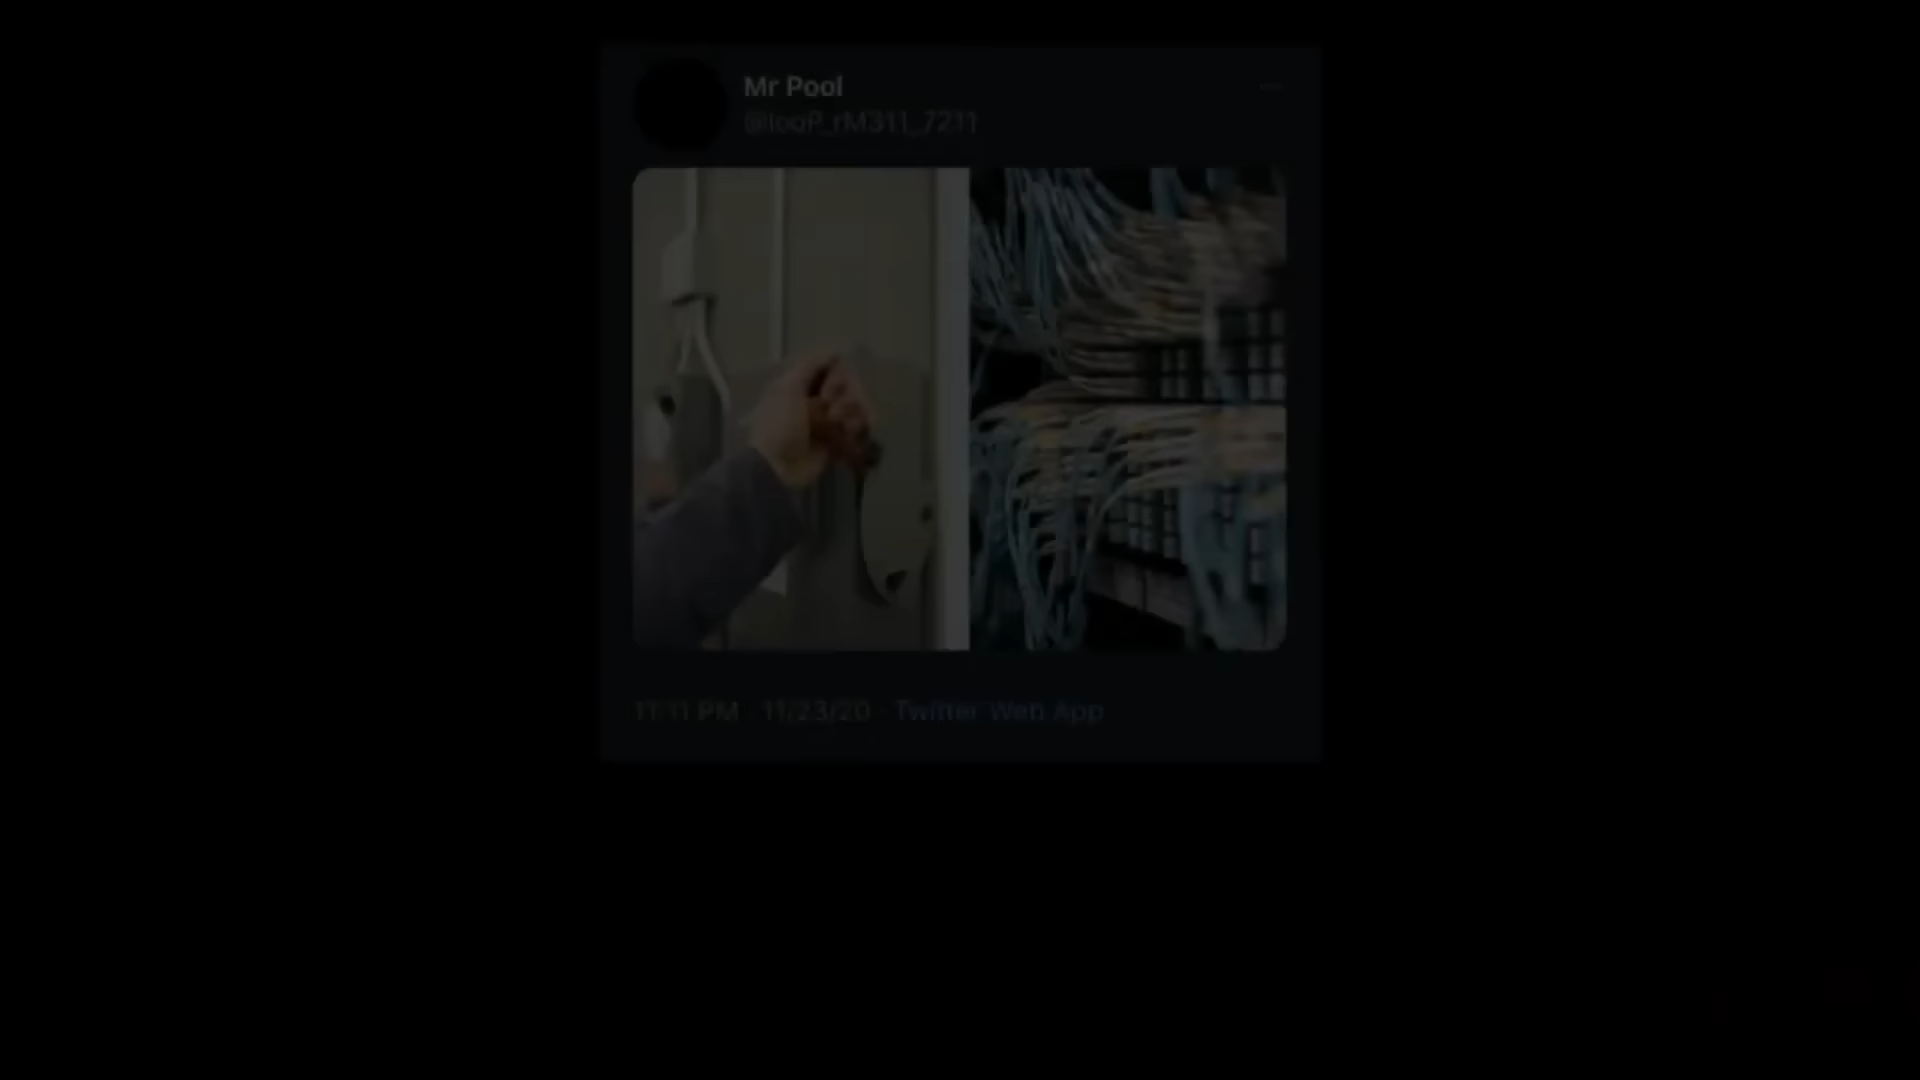 Mr Pool
@looP_rM311_7211
11:11 PM · 11/23/20 · Twitter Web App